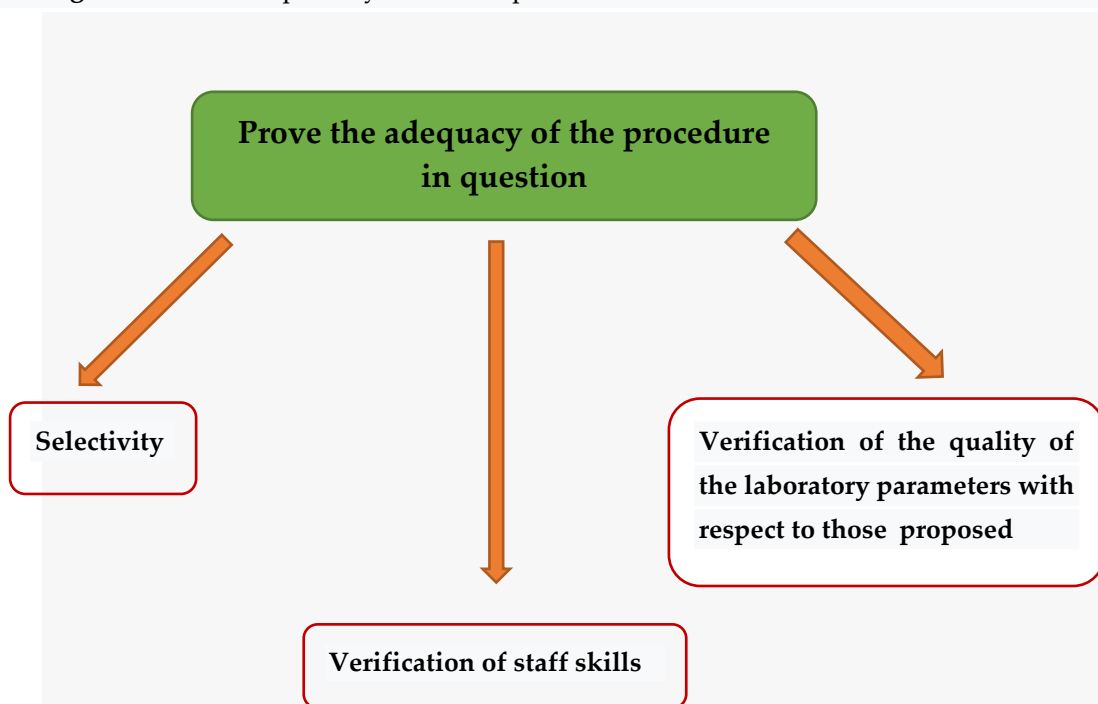 Prove the adequacy of the procedure
in question
Selectivity
Verification of the quality of
the laboratory parameters with
respect to those proposed
Verification of staff skills